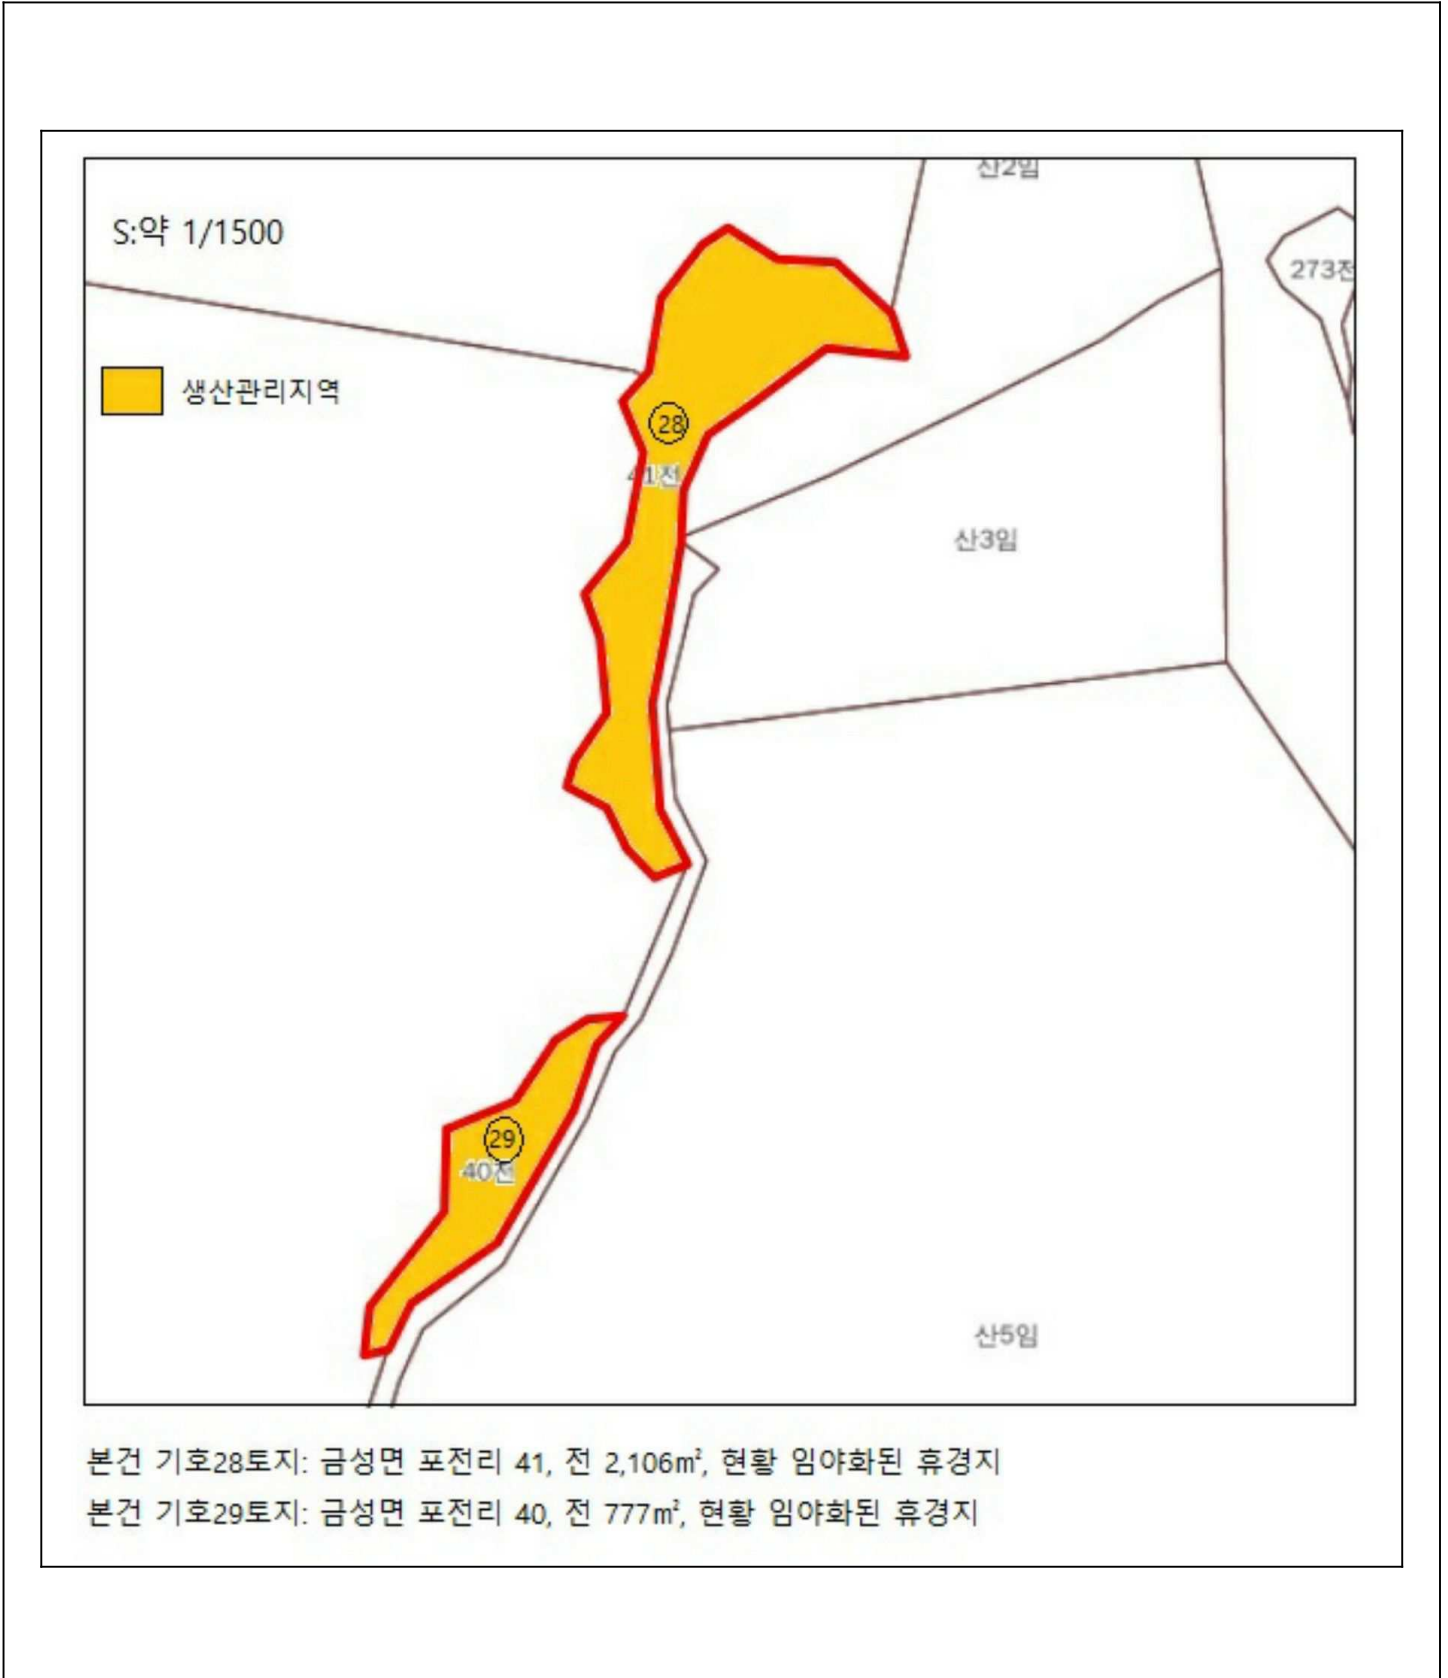 산2임
S:약 1/1500
273전
생산관리지역
28
41전
산3임
29
40전
산5임
본건 기호28토지: 금성면 포전리 41, 전 2,106㎡, 현황 임야화된 휴경지
본건 기호29토지: 금성면 포전리 40, 전 777㎡, 현황 임야화된 휴경지